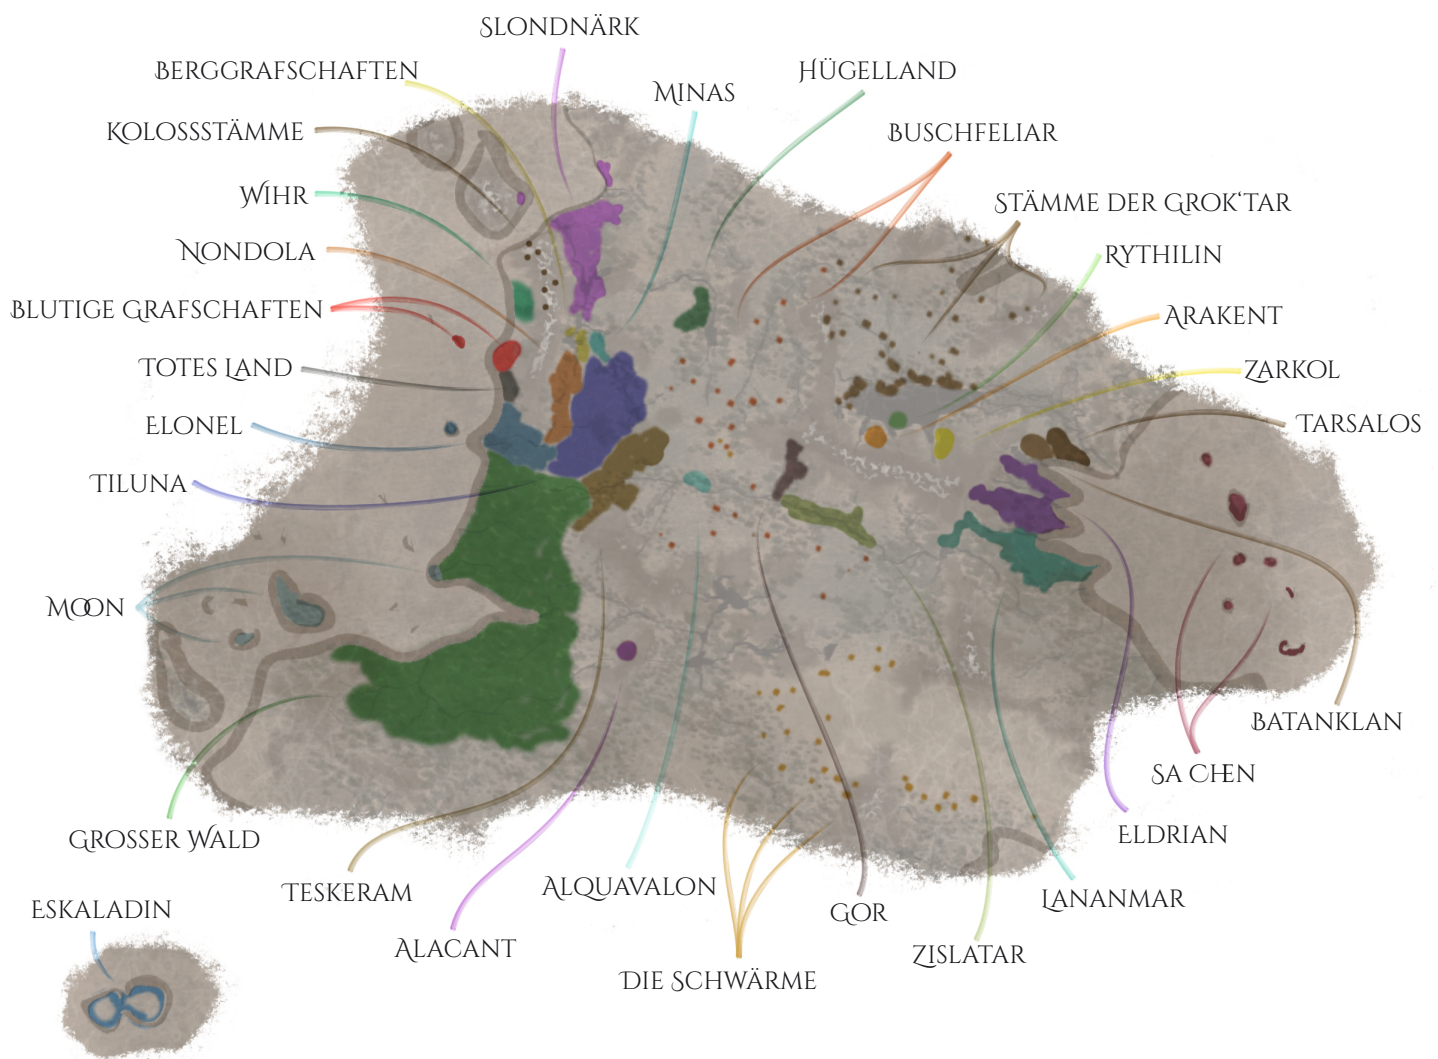 Slondnärk
Berggrafschaften
Hügelland
Minas
Kolossstämme
Buschfeliar
Wihr
Stämme der Grok'Tar
Nondola
Rythilin
Blutige Grafschaften
Arakent
Totes Land
Zarkol
Elonel
Tarsalos
Tiluna
Moon
Batanklan
Sa Chen
Grosser Wald
Eldrian
Teskeram
Alquavalon
Lananmar
Eskaladin
Gor
Alacant
Zislatar
Die Schwärme